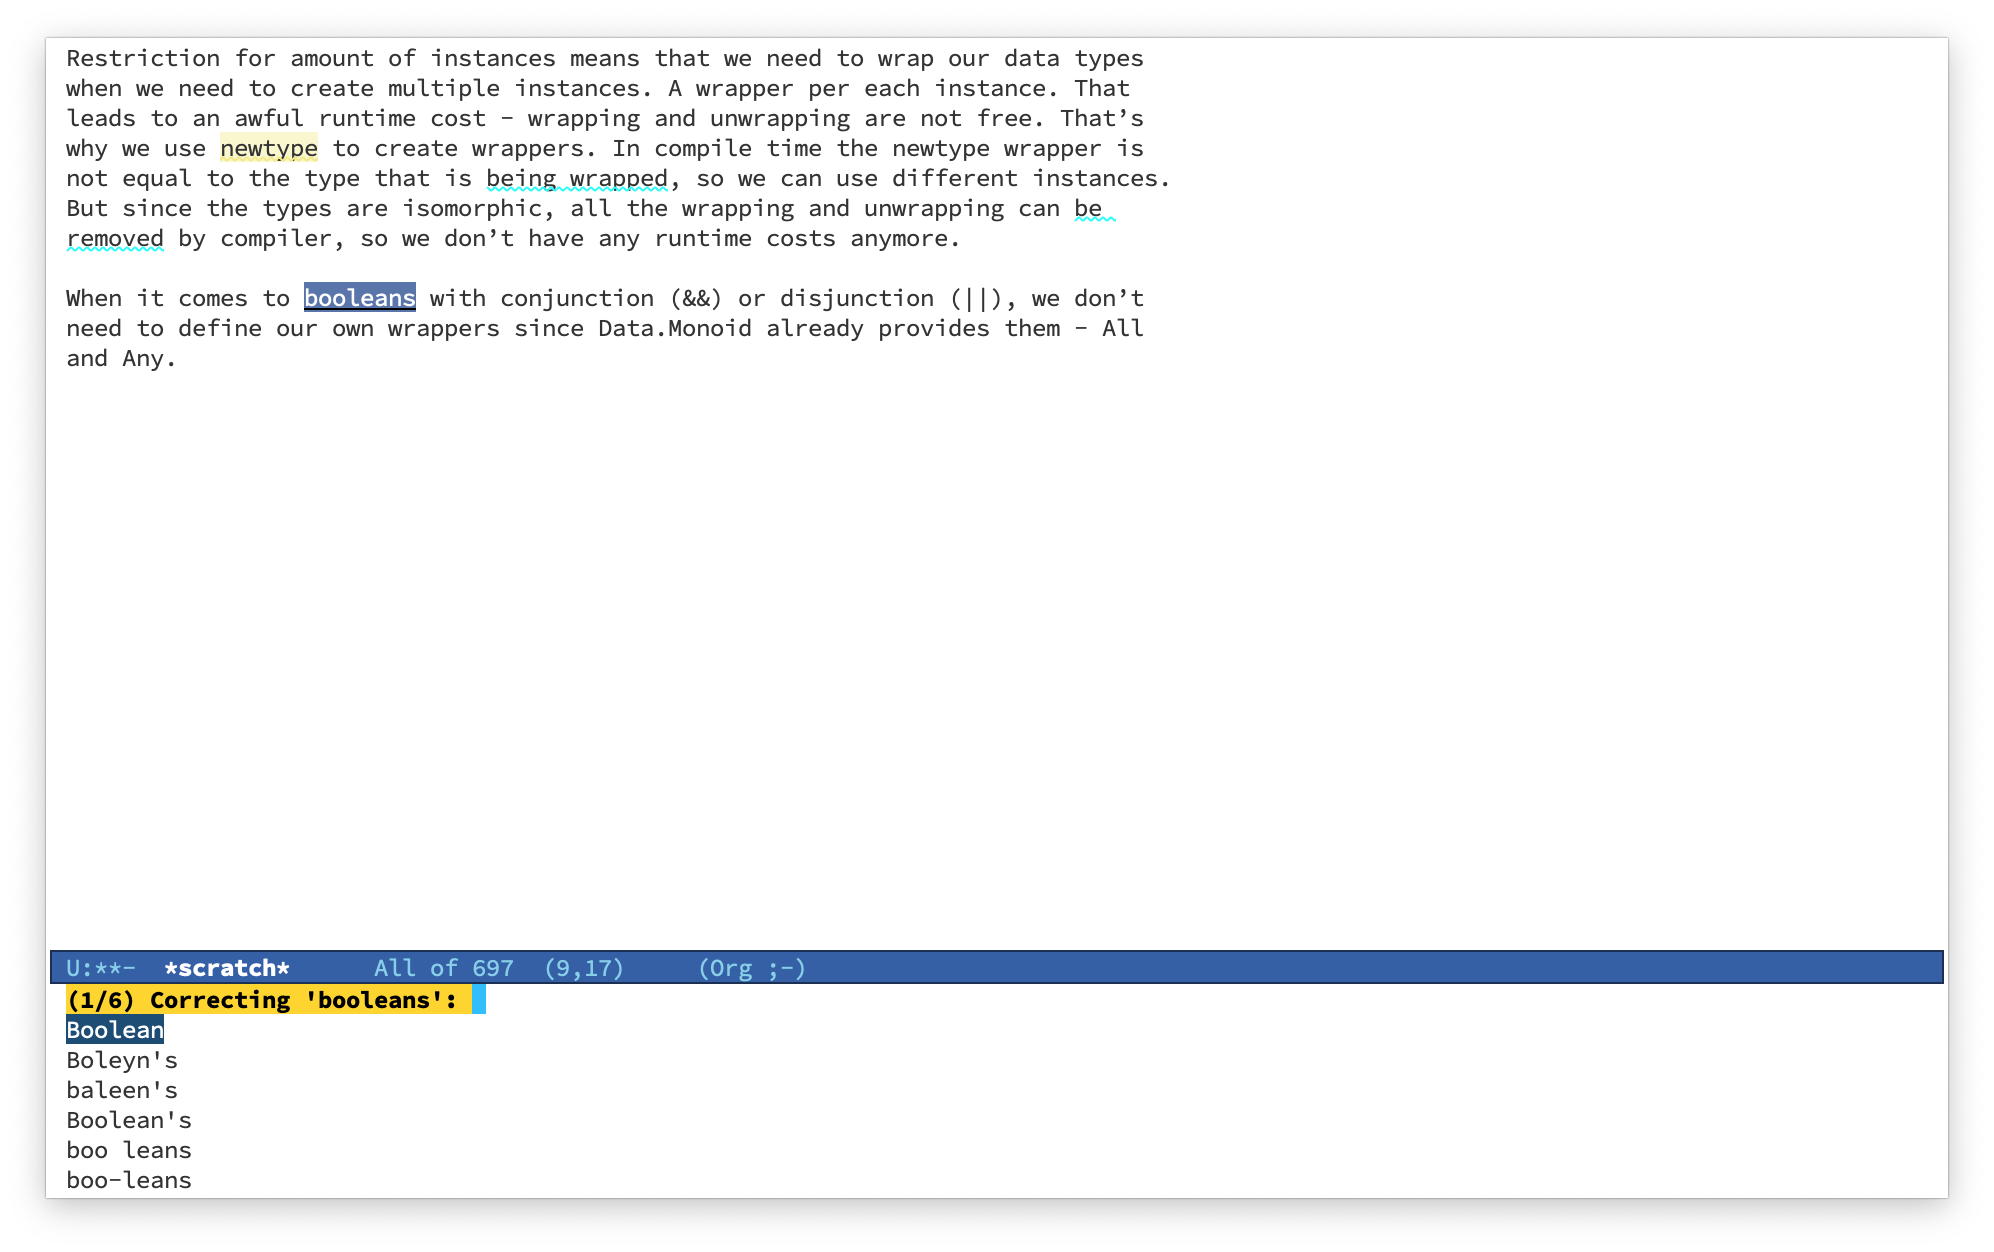 Restriction for amount of instances means that we need to wrap our data types
when we need to create multiple instances. A wrapper per each instance. That
leads to an awful runtime cost – wrapping and unwrapping are not free. That’s
why we use newtype to create wrappers. In compile time the newtype wrapper is
not equal to the type that is being wrapped, so we can use different instances.
But since the types are isomorphic, all the wrapping and unwrapping can be
removed by compiler, so we don’t have any runtime costs anymore.
When it comes to booleans with conjunction (&&) or disjunction (||), we don’t
need to define our own wrappers since Data.Monoid already provides them – All
and Any.
U:**-  *scratch*      All of 697  (9,17)     (Org ;-)
(1/6) Correcting 'booleans':
Boolean
Boleyn's
baleen's
Boolean's
boo leans
boo-leans